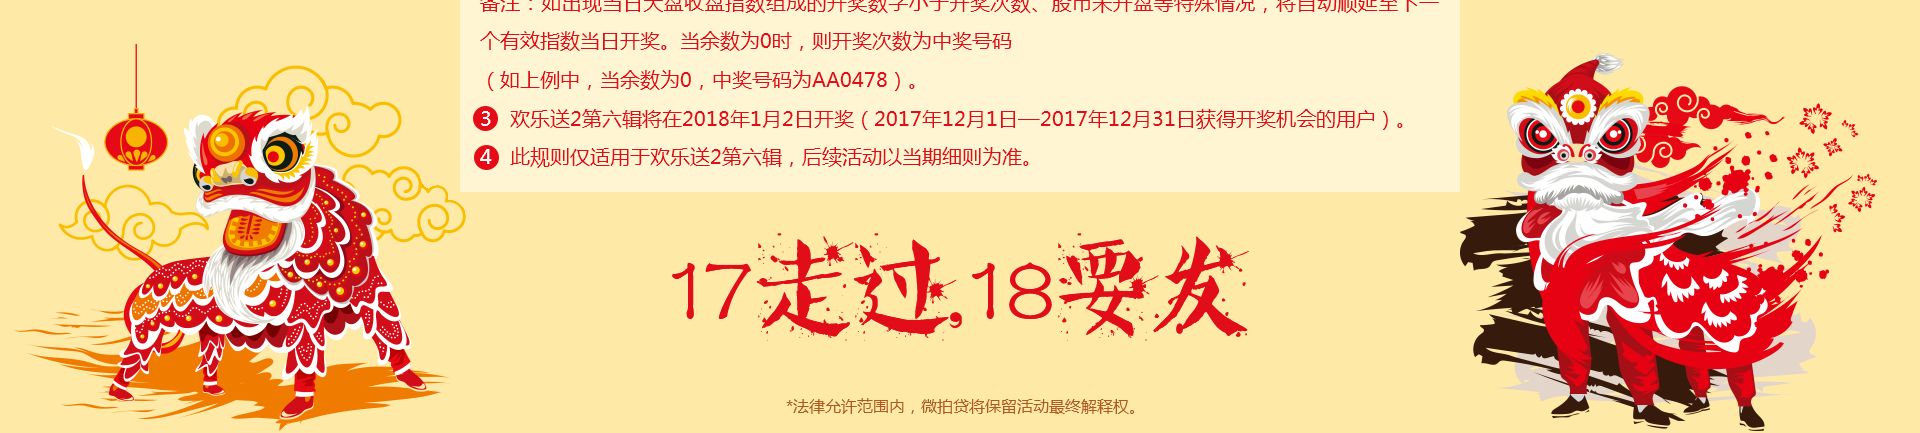 备注：如出现当日大盘收盘指数组成的开奖数字小于开奖次数、股市未开盘等特殊情况，将自动顺延至下一
个有效指数当日开奖。当余数为0时，则开奖次数为中奖号码
（如上例中，当余数为0，中奖号码为AA0478）。
3 欢乐送2第六辑将在2018年1月2日开奖（2017年12月1日—2017年12月31日获得开奖机会的用户）。
4 此规则仅适用于欢乐送2第六辑，后续活动以当期细则为准。
17走过,18要发
*法律允许范围内，微拍贷将保留活动最终解释权。